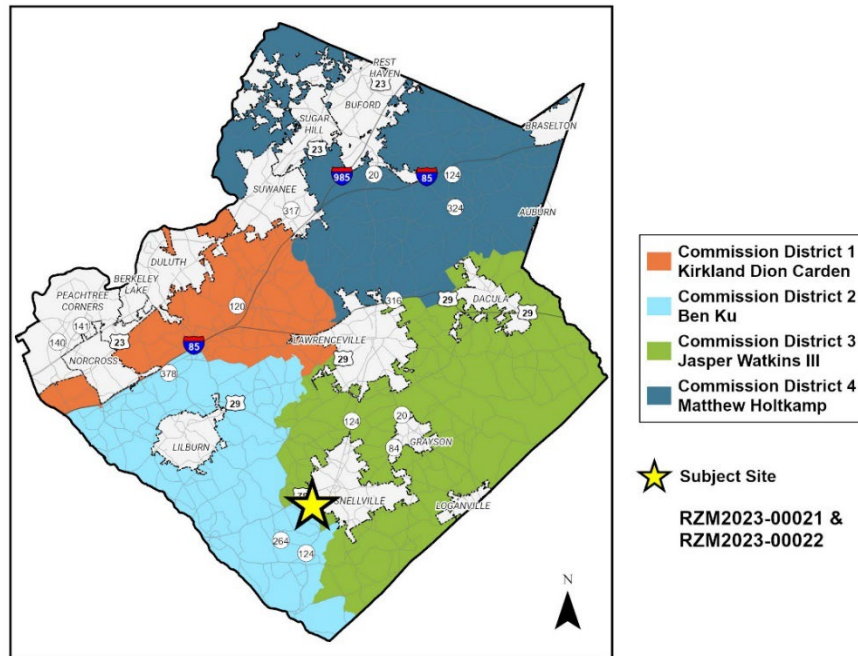 REST
HAVEN
23
BUFORD
SUGAR
HILL
23
BRASELTON
985
20
85
124
SUWANEE
317
324
AUBURN
DULUTH
BERKELEY
LAKE
PEACHTREE
CORNERS
141
140
23
NORCROSS
120
85
378
316
29
DACULA
29
LAWRENCEVILLE
29
29
LILBURN
124
20
84
GRAYSON
SNELLVILLE
LOGANVILLE
264
124
N
Commission District 1
Kirkland Dion Carden
Commission District 2
Ben Ku
Commission District 3
Jasper Watkins III
Commission District 4
Matthew Holtkamp
Subject Site
RZM2023-00021 &
RZM2023-00022